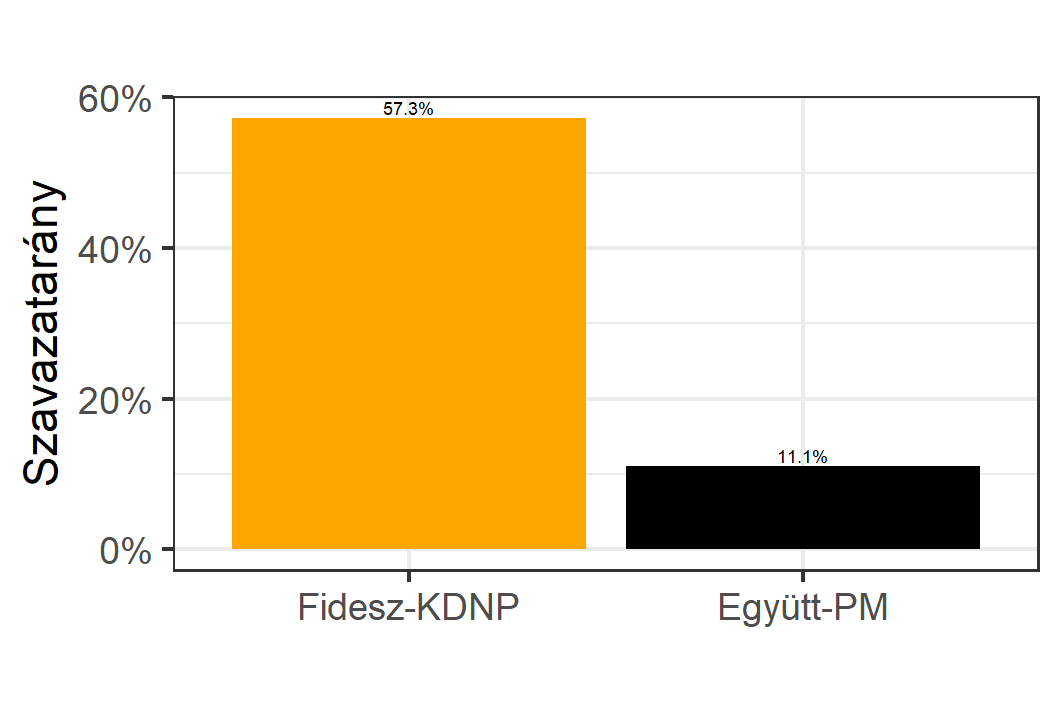 Szavazatarány
60%
40%
20%
0%
57.3%
11.1%
Fidesz-KDNP
Együtt-PM